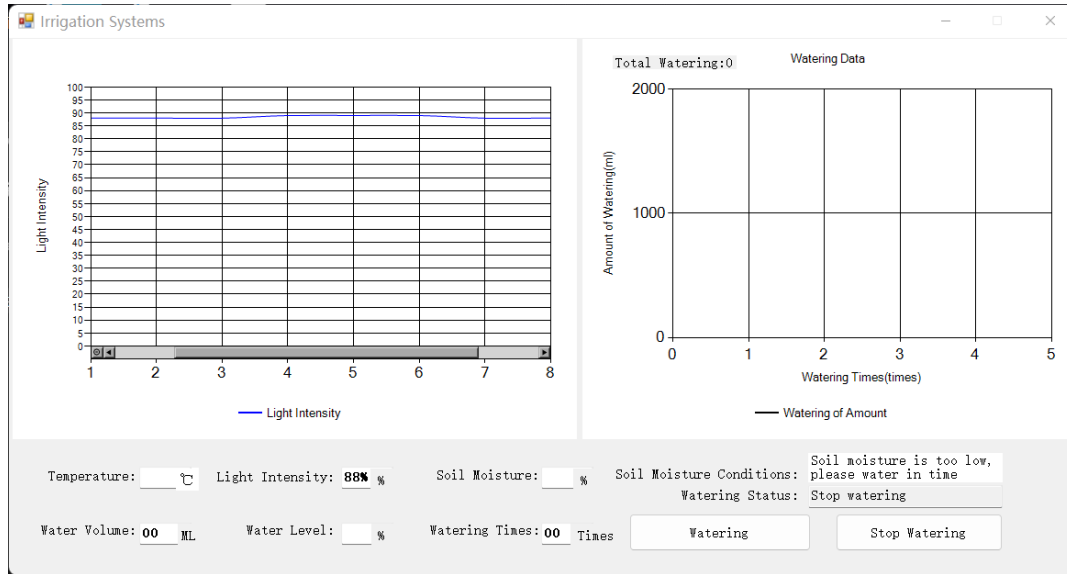 Irrigation Systems
100
95
90
85
80
75
70
65
60
55
50
45
40
35
30
25
20
15
10
5
0
Light Intensity
1 2 3 4 5 6 7 8
Light Intensity
Total Watering:0
Watering Data
2000
1000
0
Amount of Watering(ml)
0 1 2 3 4 5
Watering Times(times)
Watering of Amount
Temperature: ℃
Light Intensity: 88% %
Soil Moisture: %
Soil Moisture Conditions: Soil moisture is too low,
please water in time
Watering Status: Stop watering
Water Volume: 00 ML
Water Level: %
Watering Times: 00 Times
Watering
Stop Watering